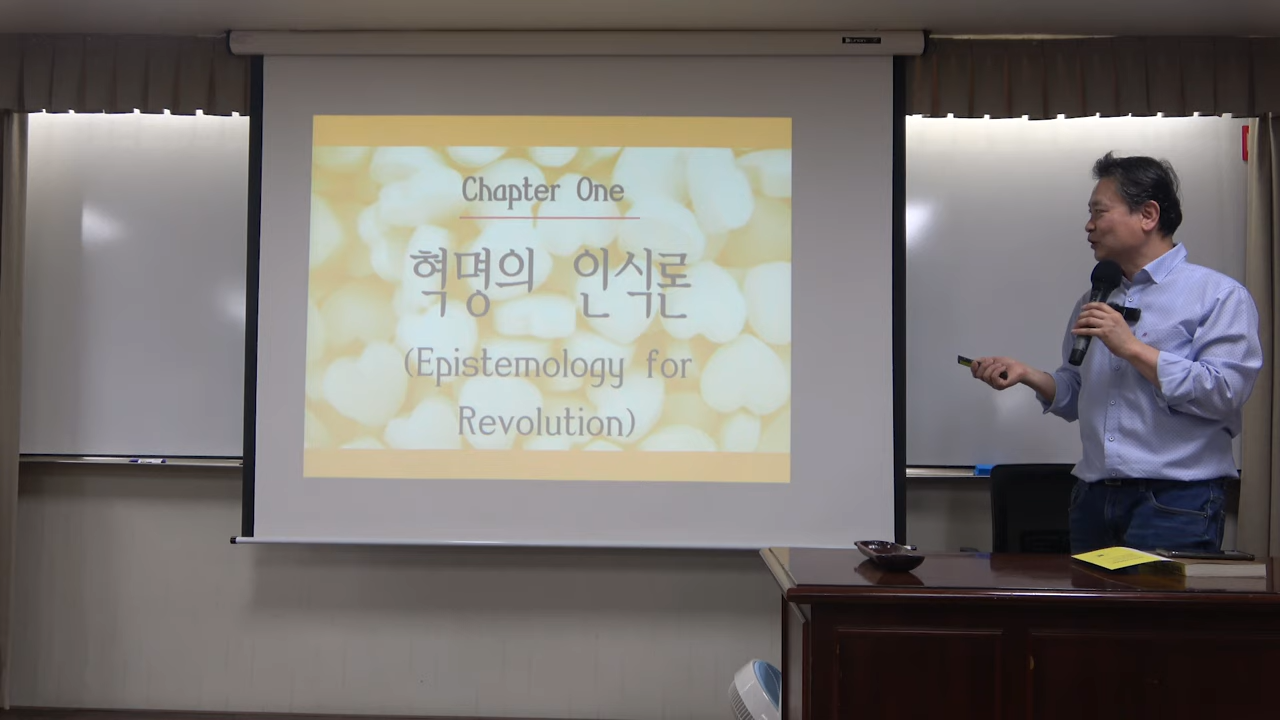 Chapter One
혁명의 인식론
(Epistemology for
Revolution)